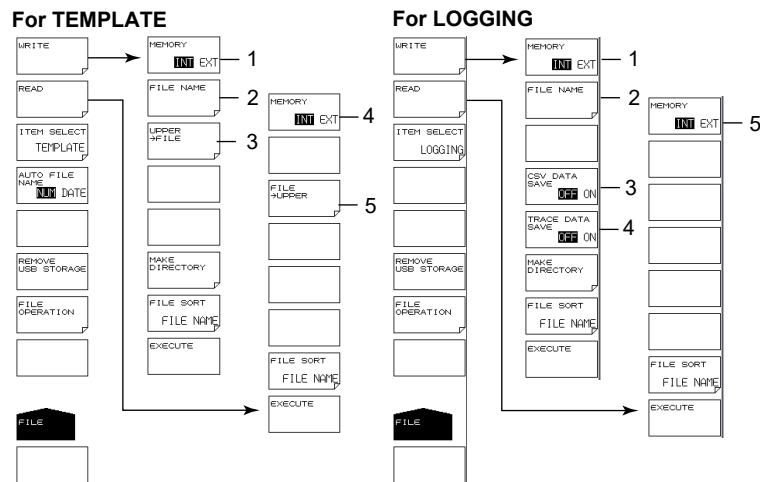 For TEMPLATE
WRITE
READ
ITEM SELECT
TEMPLATE
AUTO FILE
NAME
NUM DATE
REMOVE
USB STORAGE
FILE
OPERATION
FILE
MEMORY
INT EXT
1
FILE NAME
2
UPPER
→FILE
3
MAKE
DIRECTORY
FILE SORT
FILE NAME
EXECUTE
MEMORY
INT EXT
4
FILE
→UPPER
5
FILE SORT
FILE NAME
EXECUTE
For LOGGING
WRITE
READ
ITEM SELECT
LOGGING
REMOVE
USB STORAGE
FILE
OPERATION
FILE
MEMORY
INT EXT
1
FILE NAME
2
CSV DATA
SAVE
OFF ON
3
TRACE DATA
SAVE
OFF ON
4
MAKE
DIRECTORY
FILE SORT
FILE NAME
EXECUTE
MEMORY
INT EXT
5
FILE SORT
FILE NAME
EXECUTE